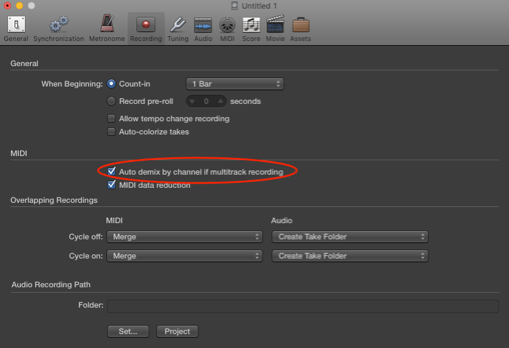 Untitled 1
General Synchronization Metronome Recording Tuning Audio MIDI Score Movie Assets
General
When Beginning: Count-in 1 Bar
Record pre-roll 0 seconds
Allow tempo change recording
Auto-colorize takes
MIDI
Auto demix by channel if multitrack recording
MIDI data reduction
Overlapping Recordings
MIDI Audio
Cycle off: Merge Create Take Folder
Cycle on: Merge Create Take Folder
Audio Recording Path
Folder:
Set... Project